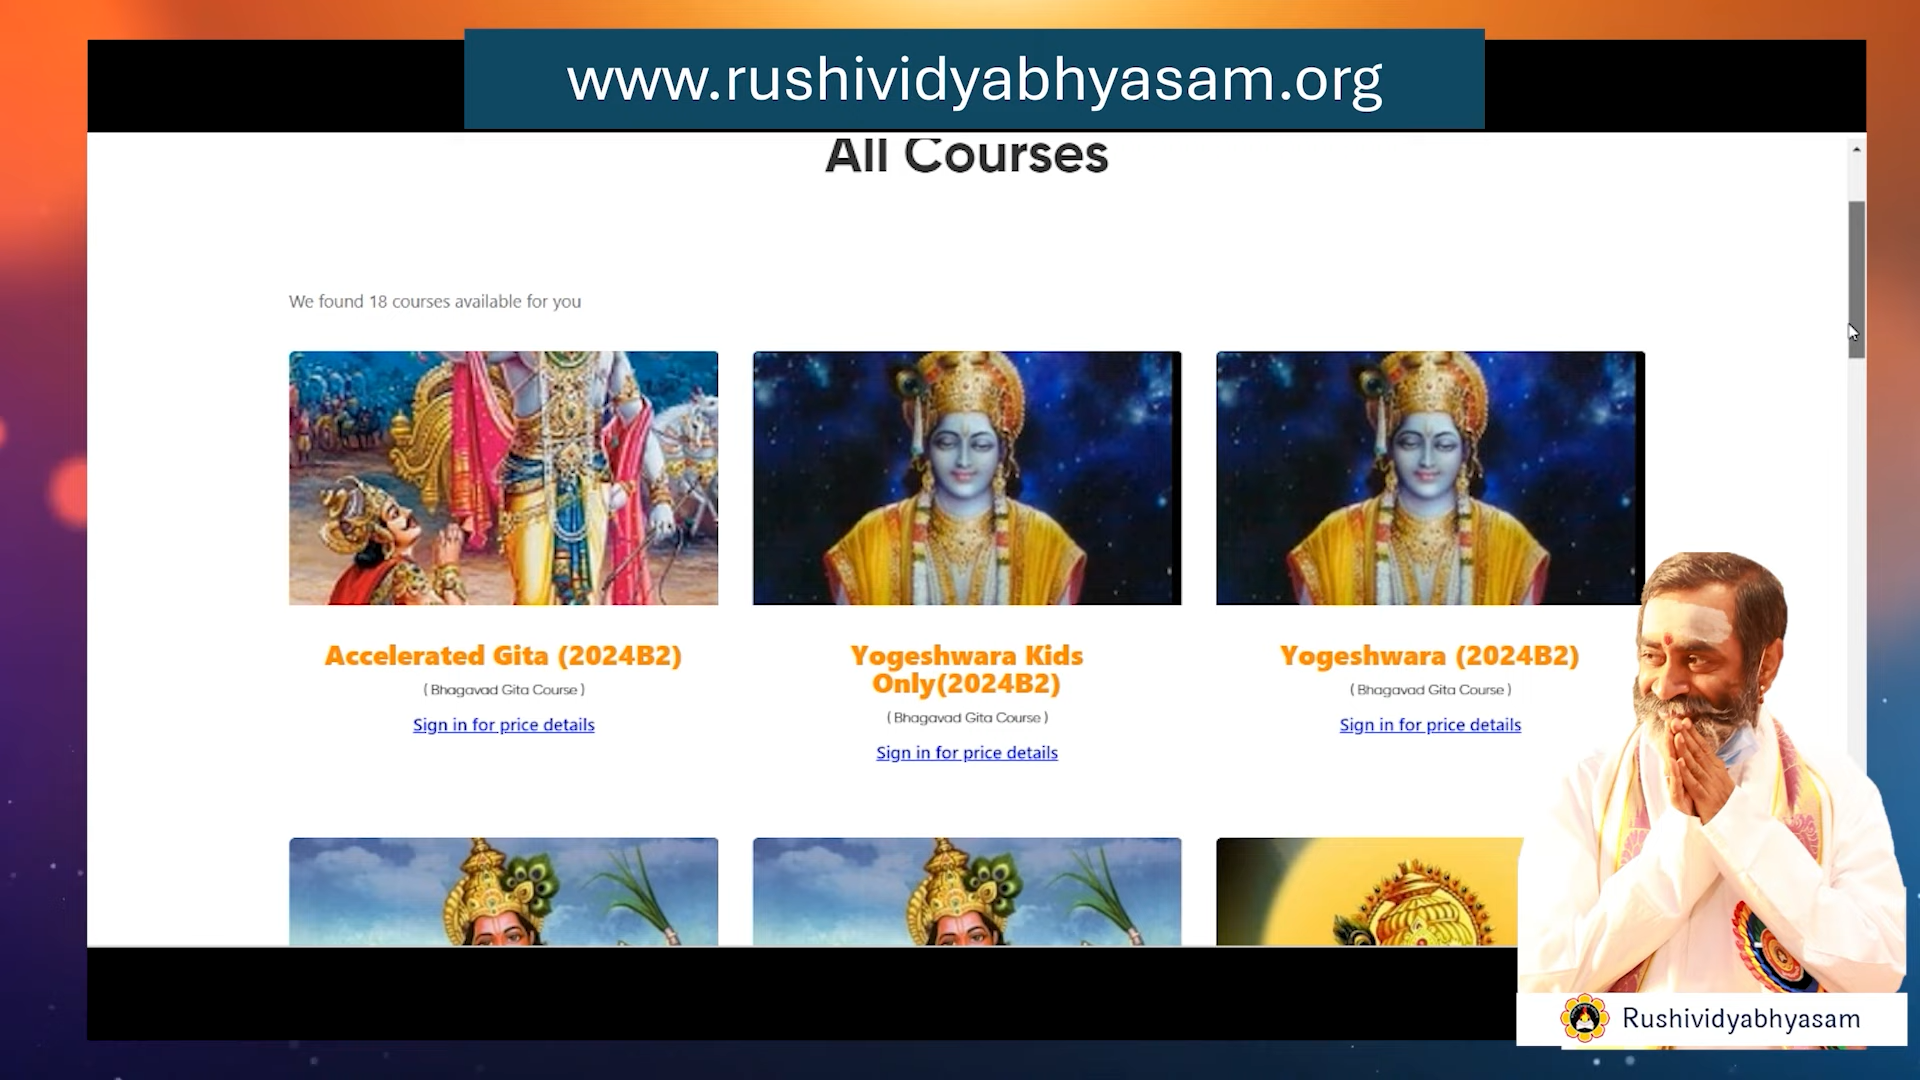 www.rushividyabhyasam.org
All Courses
We found 18 courses available for you
Accelerated Gita (2024B2)
( Bhagavad Gita Course )
Sign in for price details
Yogeshwara Kids
Only(2024B2)
( Bhagavad Gita Course )
Sign in for price details
Yogeshwara (2024B2)
( Bhagavad Gita Course )
Sign in for price details
Rushividyabhyasam